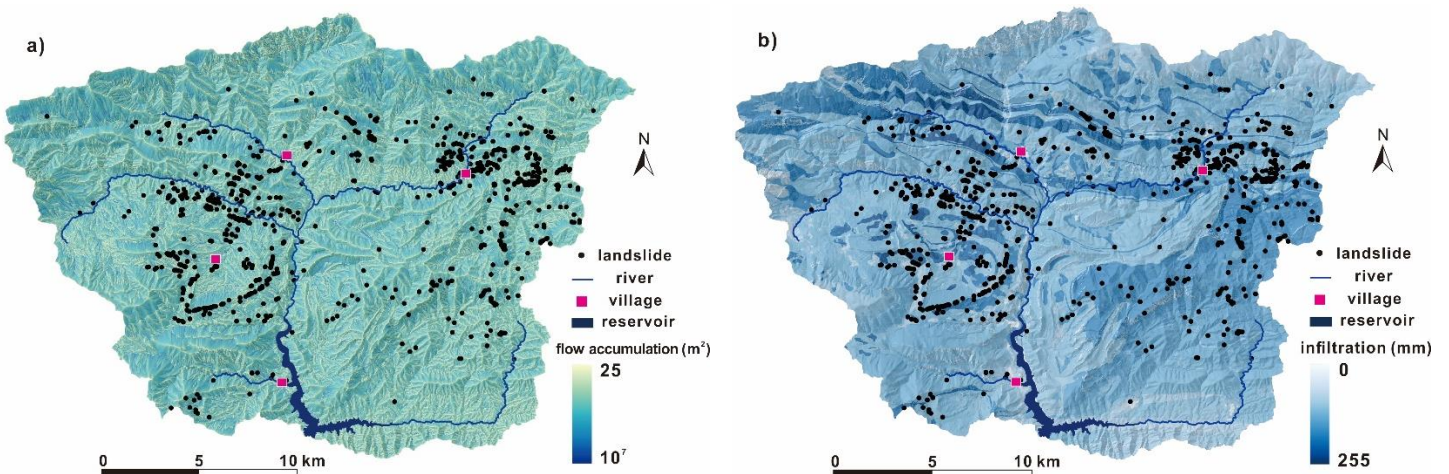 a)
N
landslide
river
village
reservoir
flow accumulation (m²)
25
10⁷
0 5 10 km
b)
N
landslide
river
village
reservoir
infiltration (mm)
0
255
0 5 10 km